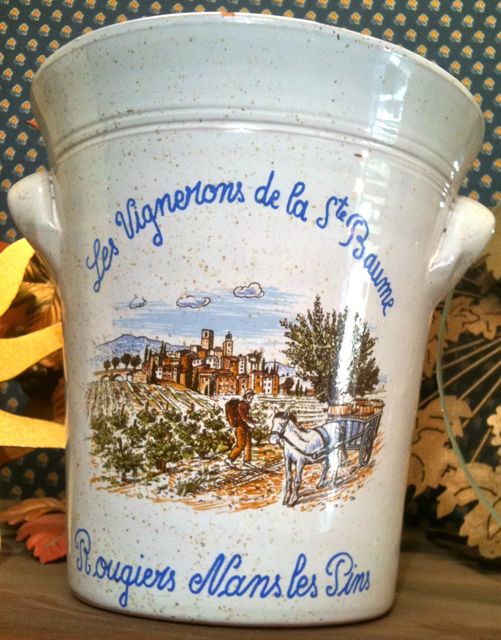 Les Vignerons de la Ste Baume
Rougiers Nans les Pins